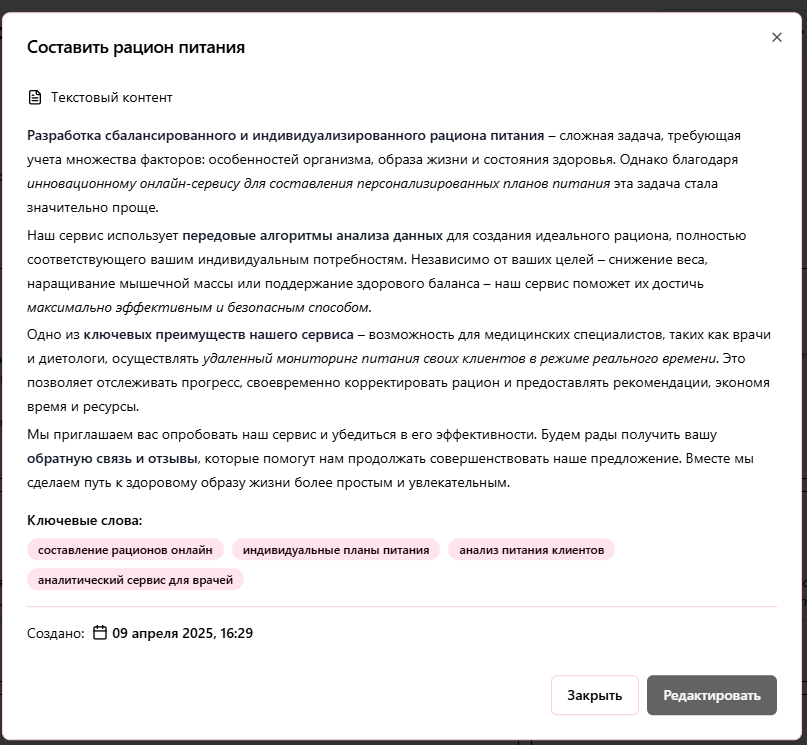 Составить рацион питания
Текстовый контент
Разработка сбалансированного и индивидуализированного рациона питания – сложная задача, требующая
учета множества факторов: особенностей организма, образа жизни и состояния здоровья. Однако благодаря
инновационному онлайн-сервису для составления персонализированных планов питания эта задача стала
значительно проще.
Наш сервис использует передовые алгоритмы анализа данных для создания идеального рациона, полностью
соответствующего вашим индивидуальным потребностям. Независимо от ваших целей – снижение веса,
наращивание мышечной массы или поддержание здорового баланса – наш сервис поможет их достичь
максимально эффективным и безопасным способом.
Одно из ключевых преимуществ нашего сервиса – возможность для медицинских специалистов, таких как врачи
и диетологи, осуществлять удаленный мониторинг питания своих клиентов в режиме реального времени. Это
позволяет отслеживать прогресс, своевременно корректировать рацион и предоставлять рекомендации, экономя
время и ресурсы.
Мы приглашаем вас опробовать наш сервис и убедиться в его эффективности. Будем рады получить вашу
обратную связь и отзывы, которые помогут нам продолжать совершенствовать наше предложение. Вместе мы
сделаем путь к здоровому образу жизни более простым и увлекательным.
Ключевые слова:
составление рационов онлайн индивидуальные планы питания анализ питания клиентов
аналитический сервис для врачей
Создано: 09 апреля 2025, 16:29
Закрыть Редактировать